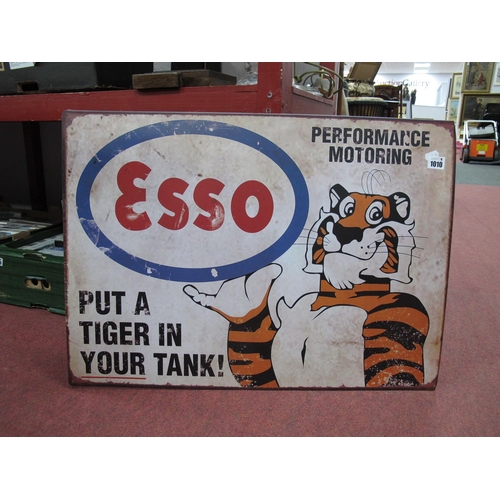 PERFORMANCE
MOTORING
1010
Esso
PUT A
TIGER IN
YOUR TANK!